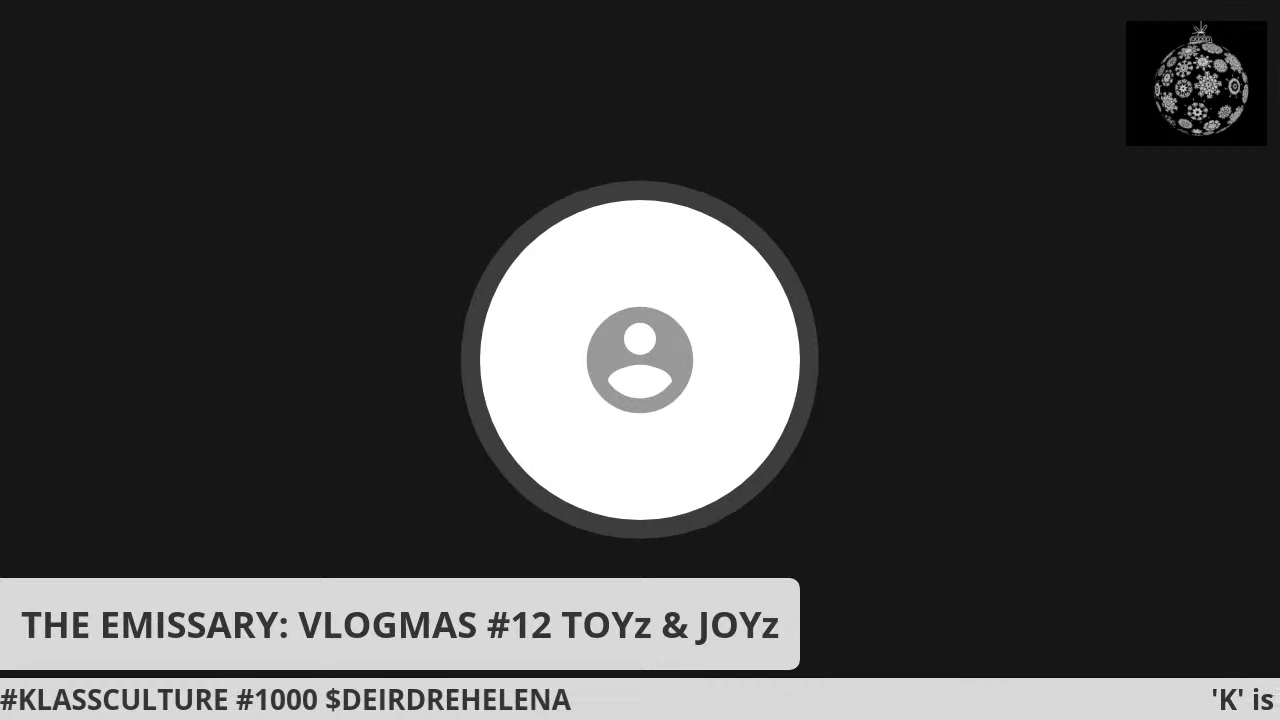 THE EMISSARY: VLOGMAS #12 TOYz & JOYz
#KLASSCULTURE #1000 $DEIRDREHELENA 'K' is